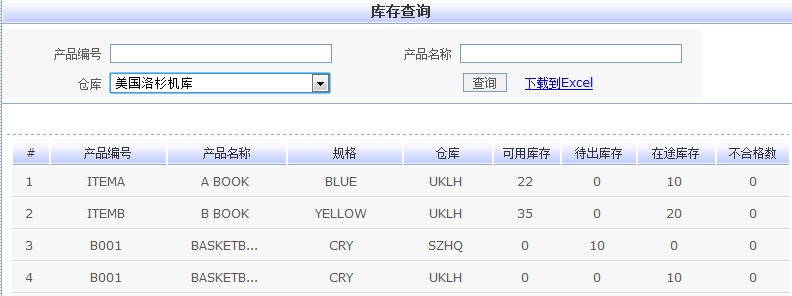 库存查询
产品编号 产品名称
仓库 美国洛杉机库 查询 下载到Excel
# 产品编号 产品名称 规格 仓库 可用库存 待出库存 在途库存 不合格数
1 ITEMA A BOOK BLUE UKLH 22 0 10 0
2 ITEMB B BOOK YELLOW UKLH 35 0 20 0
3 B001 BASKETB... CRY SZHQ 0 10 0 0
4 B001 BASKETB... CRY UKLH 0 0 10 0